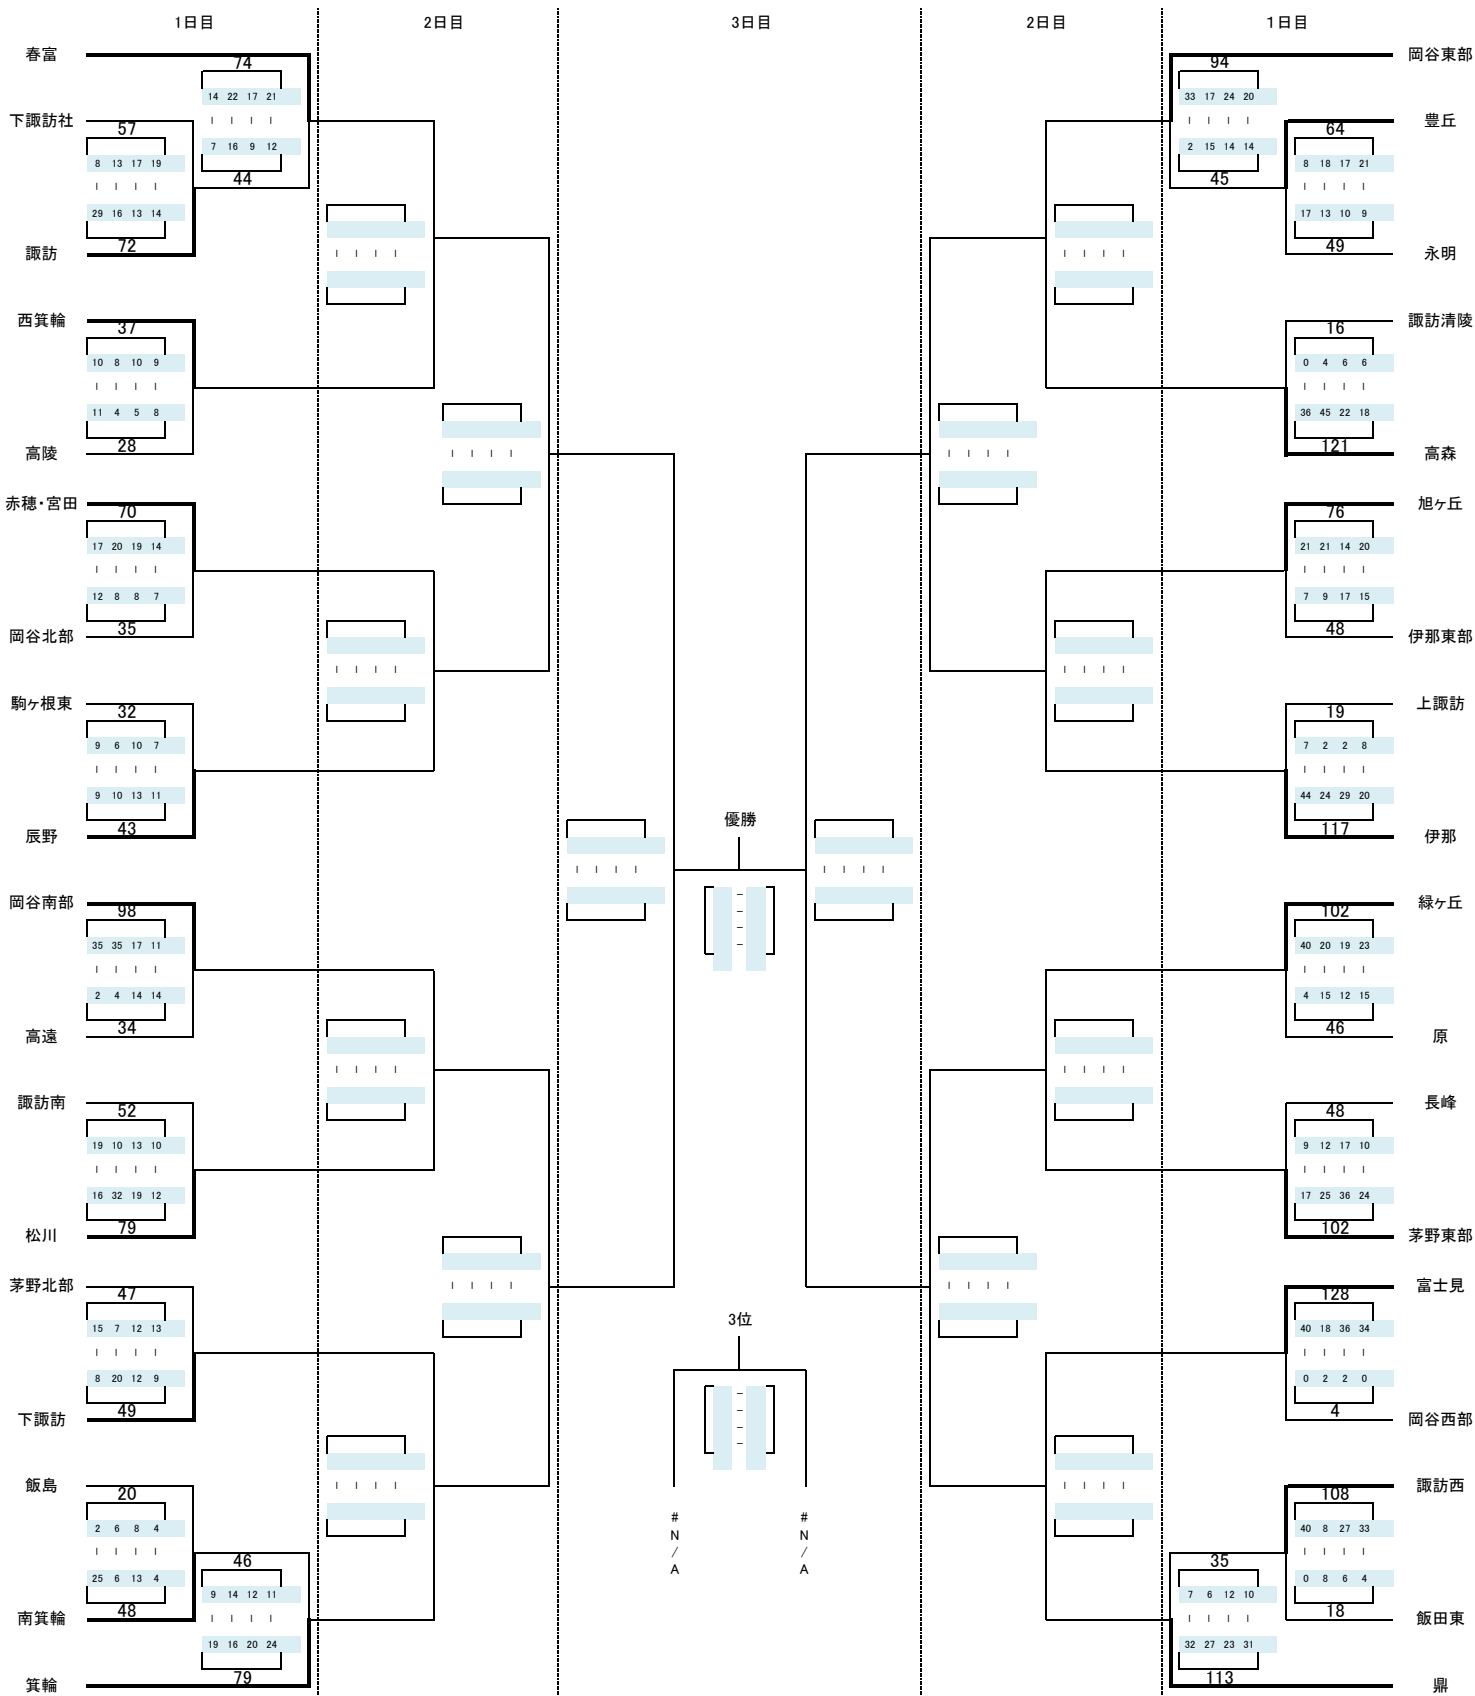 1日目 2日目 3日目 2日目 1日目
春富
74
14 22 17 21
7 16 9 12
44
下諏訪社
57
8 13 17 19
29 16 13 14
72
諏訪
西箕輪
37
10 8 10 9
11 4 5 8
28
高陵
赤穂・宮田
70
17 20 19 14
12 8 8 7
35
岡谷北部
駒ヶ根東
32
9 6 10 7
9 10 13 11
43
辰野
岡谷南部
98
35 35 17 11
2 4 14 14
34
高遠
諏訪南
52
19 10 13 10
16 32 19 12
79
松川
茅野北部
47
15 7 12 13
8 20 12 9
49
下諏訪
飯島
20
2 6 8 4
25 6 13 4
48
南箕輪
46
9 14 12 11
19 16 20 24
79
箕輪
優勝
3位
#N/A
#N/A
岡谷東部
94
33 17 24 20
2 15 14 14
45
豊丘
64
8 18 17 21
17 13 10 9
49
永明
諏訪清陵
16
0 4 6 6
36 45 22 18
121
高森
旭ヶ丘
76
21 21 14 20
7 9 17 15
48
伊那東部
上諏訪
19
7 2 2 8
44 24 29 20
117
伊那
緑ヶ丘
102
40 20 19 23
4 15 12 15
46
原
長峰
48
9 12 17 10
17 25 36 24
102
茅野東部
富士見
128
40 18 36 34
0 2 2 0
4
岡谷西部
諏訪西
108
40 8 27 33
0 8 6 4
18
飯田東
35
7 6 12 10
32 27 23 31
113
鼎